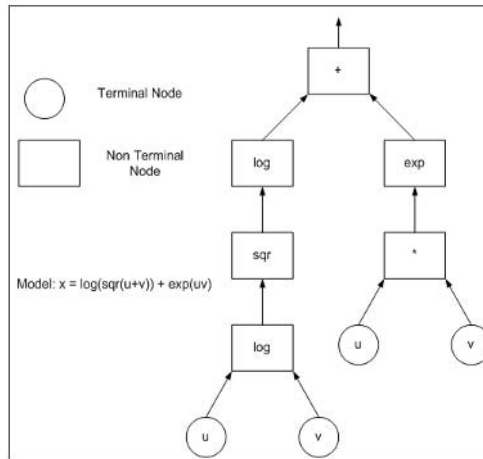 +
Terminal Node
Non Terminal
Node
log
exp
sqr
*
Model: x = log(sqr(u+v)) + exp(uv)
log
u
v
u
v